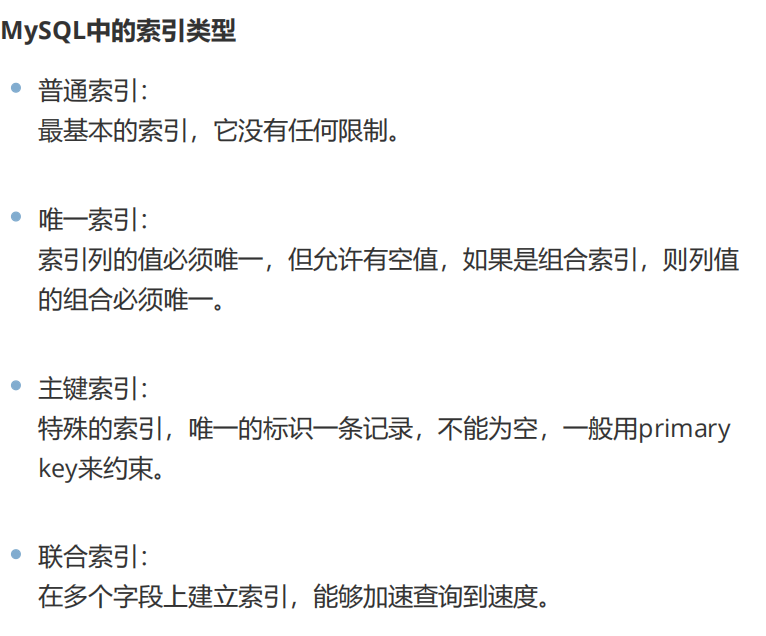 MySQL中的索引类型
普通索引：
最基本的索引，它没有任何限制。
唯一索引：
索引列的值必须唯一，但允许有空值，如果是组合索引，则列值
的组合必须唯一。
主键索引：
特殊的索引，唯一的标识一条记录，不能为空，一般用primary
key来约束。
联合索引：
在多个字段上建立索引，能够加速查询到速度。